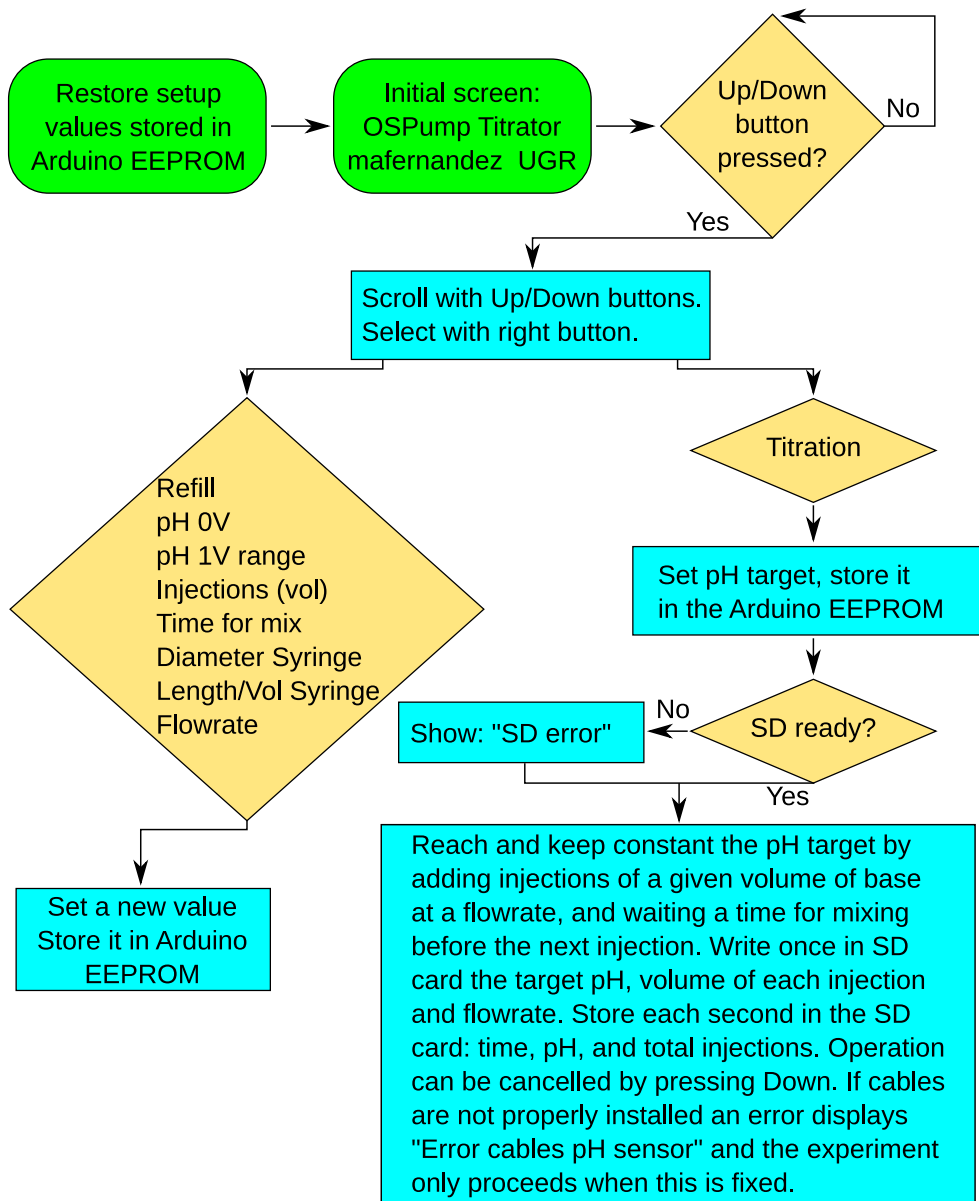 Restore setup
values stored in
Arduino EEPROM
Initial screen:
OSPump Titrator
mafernandez  UGR
Up/Down
button
pressed?
No
Yes
Scroll with Up/Down buttons.
Select with right button.
Refill
pH 0V
pH 1V range
Injections (vol)
Time for mix
Diameter Syringe
Length/Vol Syringe
Flowrate
Set a new value
Store it in Arduino
EEPROM
Titration
Set pH target, store it
in the Arduino EEPROM
SD ready?
No
Show: "SD error"
Yes
Reach and keep constant the pH target by
adding injections of a given volume of base
at a flowrate, and waiting a time for mixing
before the next injection. Write once in SD
card the target pH, volume of each injection
and flowrate. Store each second in the SD
card: time, pH, and total injections. Operation
can be cancelled by pressing Down. If cables
are not properly installed an error displays
"Error cables pH sensor" and the experiment
only proceeds when this is fixed.